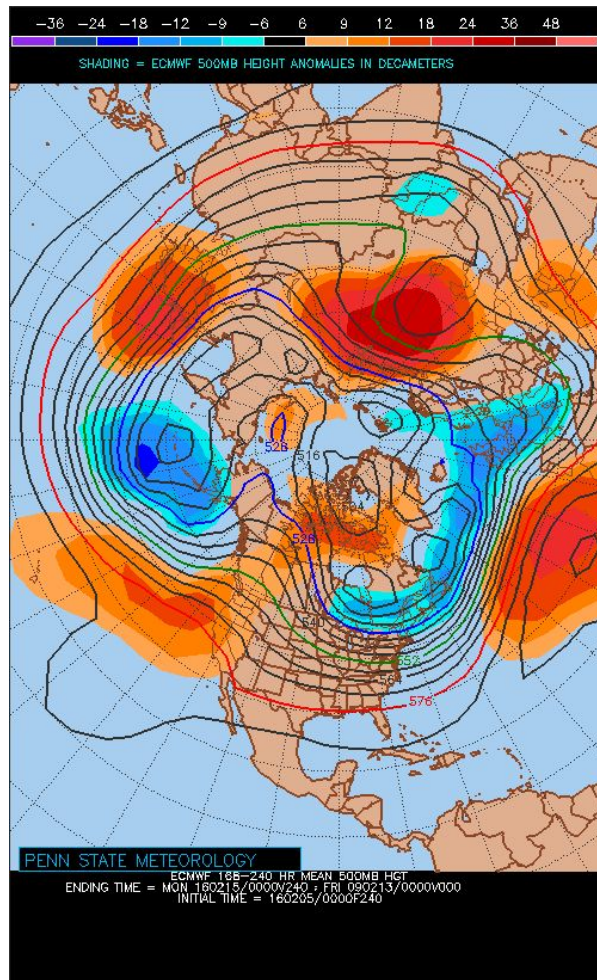 -36 -24 -18 -12 -9 -6 6 9 12 18 24 36 48
SHADING = ECMWF 500MB HEIGHT ANOMALIES IN DECAMETERS
528
516
528
540
552
576
PENN STATE METEOROLOGY
ECMWF 168-240 HR MEAN 500MB HGT
ENDING TIME = MON 160215/0000V240 ; FRI 090213/0000V000
INITIAL TIME = 160205/0000F240